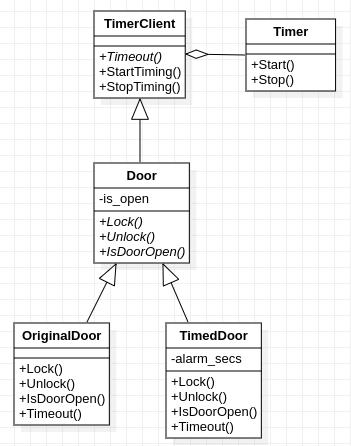 TimerClient
+Timeout()
+StartTiming()
+StopTiming()
Timer
+Start()
+Stop()
Door
-is_open
+Lock()
+Unlock()
+IsDoorOpen()
OriginalDoor
+Lock()
+Unlock()
+IsDoorOpen()
+Timeout()
TimedDoor
-alarm_secs
+Lock()
+Unlock()
+IsDoorOpen()
+Timeout()